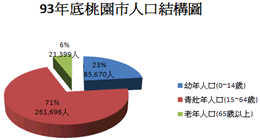 93年底桃園市人口結構圖
6%
21,399人
23%
85,670人
71%
261,696人
幼年人口(0~14歲)
青壯年人口(15~64歲)
老年人口(65歲以上)